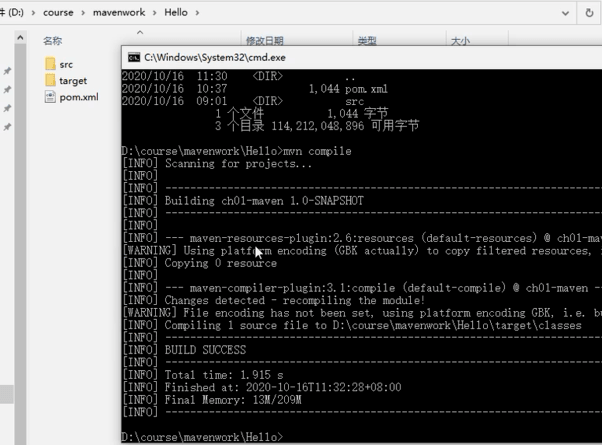 (D:) › course › mavenwork › Hello ›
名称 修改日期 类型 大小
src
target
pom.xml
C:\Windows\System32\cmd.exe
2020/10/16 11:30 <DIR> ..
2020/10/16 10:37 1,044 pom.xml
2020/10/16 09:01 <DIR> src
1 个文件 1,044 字节
3 个目录 114,212,048,896 可用字节
D:\course\mavenwork\Hello>mvn compile
[INFO] Scanning for projects...
[INFO]
[INFO] ------------------------------------------------------------------------
[INFO] Building ch01-maven 1.0-SNAPSHOT
[INFO] ------------------------------------------------------------------------
[INFO]
[INFO] --- maven-resources-plugin:2.6:resources (default-resources) @ ch01-ma
[WARNING] Using platform encoding (GBK actually) to copy filtered resources,
[INFO] Copying 0 resource
[INFO]
[INFO] --- maven-compiler-plugin:3.1:compile (default-compile) @ ch01-maven --
[INFO] Changes detected - recompiling the module!
[WARNING] File encoding has not been set, using platform encoding GBK, i.e. bu
[INFO] Compiling 1 source file to D:\course\mavenwork\Hello\target\classes
[INFO] ------------------------------------------------------------------------
[INFO] BUILD SUCCESS
[INFO] ------------------------------------------------------------------------
[INFO] Total time: 1.915 s
[INFO] Finished at: 2020-10-16T11:32:28+08:00
[INFO] Final Memory: 13M/209M
[INFO] ------------------------------------------------------------------------
D:\course\mavenwork\Hello>